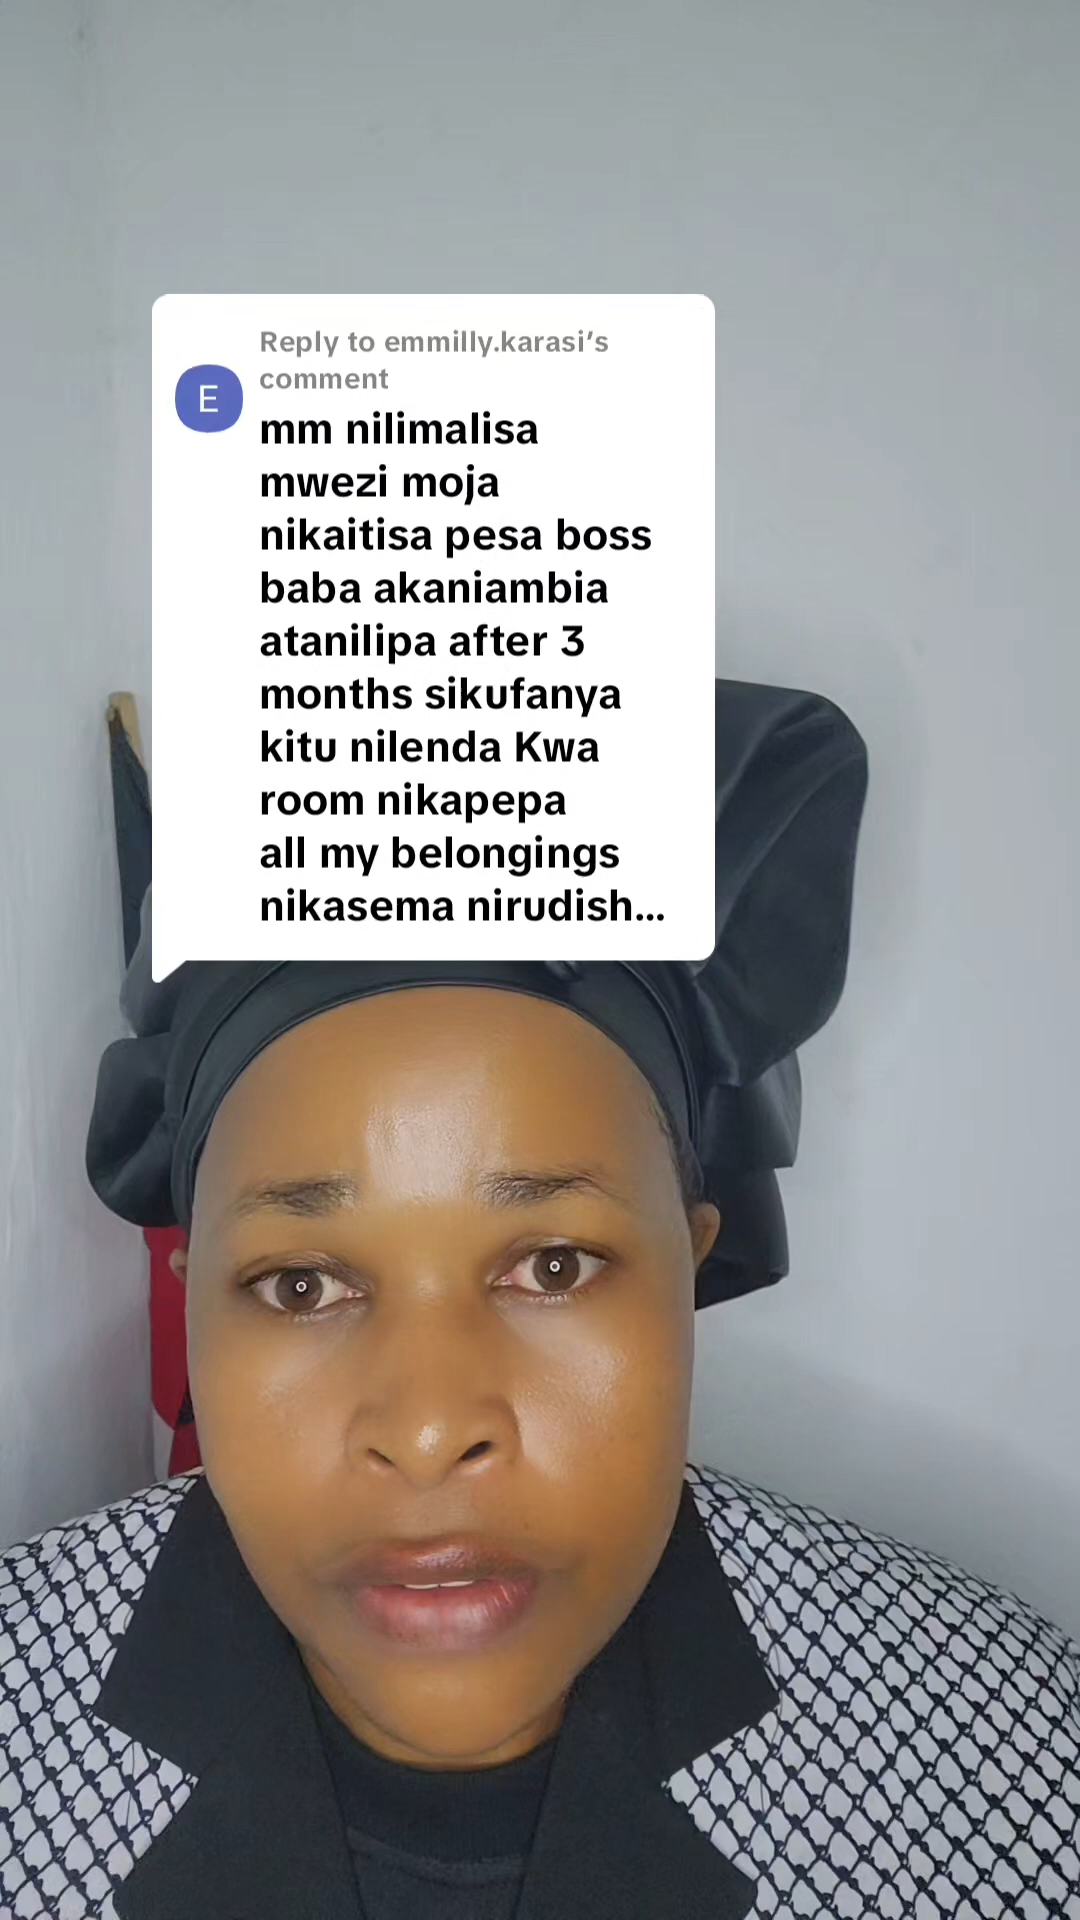 Reply to emmilly.karasi's
comment
E
mm nilimalisa
mwezi moja
nikaitisa pesa boss
baba akaniambia
atanilipa after 3
months sikufanya
kitu nilenda Kwa
room nikapepa
all my belongings
nikasema nirudish...